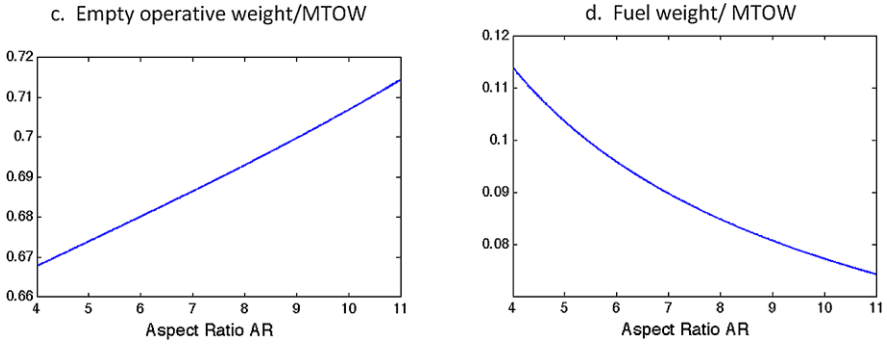 c. Empty operative weight/MTOW
0.72
0.71
0.7
0.69
0.68
0.67
0.66
4 5 6 7 8 9 10 11
Aspect Ratio AR
d. Fuel weight/ MTOW
0.12
0.11
0.1
0.09
0.08
4 5 6 7 8 9 10 11
Aspect Ratio AR